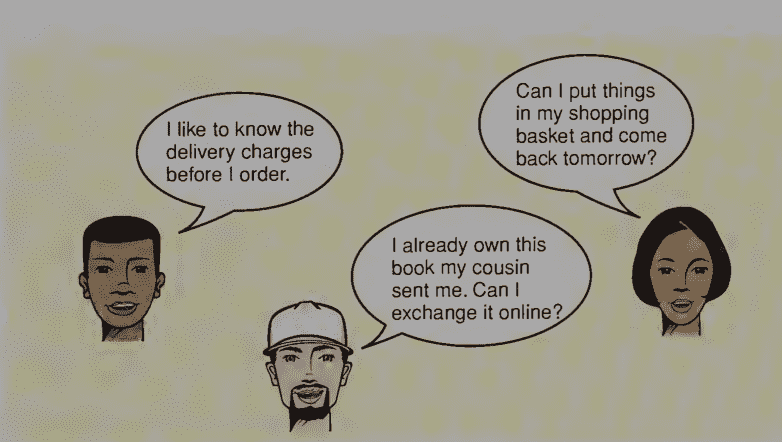 I like to know the
delivery charges
before I order.
Can I put things
in my shopping
basket and come
back tomorrow?
I already own this
book my cousin
sent me. Can I
exchange it online?